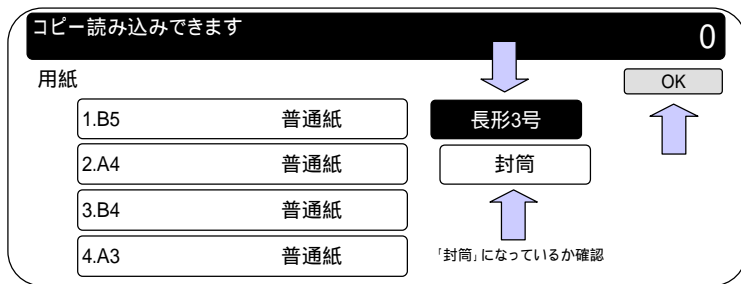 コピー読み込みできます
0
用紙
OK
1.B5 普通紙
長形3号
2.A4 普通紙
封筒
3.B4 普通紙
4.A3 普通紙
「封筒」になっているか確認